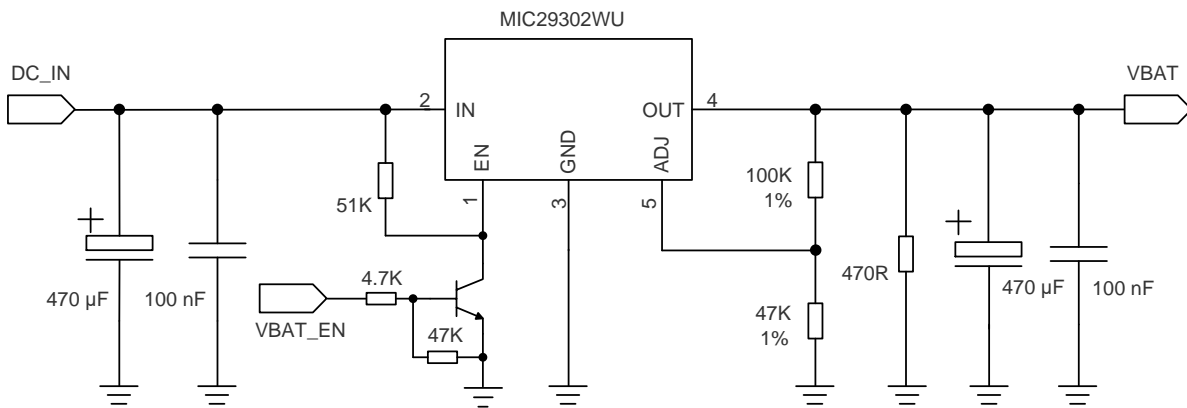 MIC29302WU
DC_IN
VBAT
2
IN
OUT
4
EN
GND
ADJ
1
3
5
51K
100K
1%
470 µF
100 nF
4.7K
VBAT_EN
47K
47K
1%
470R
470 µF
100 nF